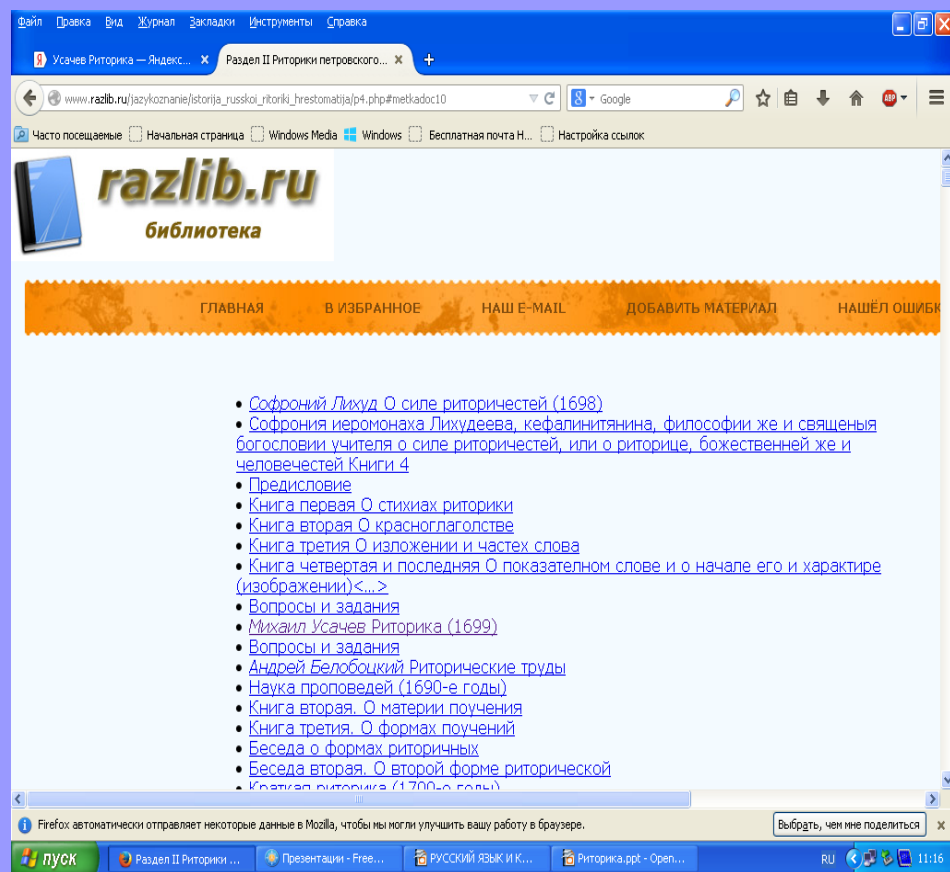 Файл Правка Вид Журнал Закладки Инструменты Справка
Усачев Риторика — Яндекс... Раздел II Риторики петровского...
www.razlib.ru/jazykoznanie/istorija_russkoi_ritoriki_hrestomatija/p4.php#metkadoc10 Google
Часто посещаемые Начальная страница Windows Media Windows Бесплатная почта H... Настройка ссылок
razlib.ru
библиотека
ГЛАВНАЯ В ИЗБРАННОЕ НАШ E-MAIL ДОБАВИТЬ МАТЕРИАЛ НАШЁЛ ОШИБК
• Софроний Лихуд О силе риторичестей (1698)
• Софрония иеромонаха Лихудеева, кефалинитянина, философии же и священыя
богословии учителя о силе риторичестей, или о риторице, божественней же и
человечестей Книги 4
• Предисловие
• Книга первая О стихиах риторики
• Книга вторая О красноглаголстве
• Книга третия О изложении и частех слова
• Книга четвертая и последняя О показателном слове и о начале его и характире
(изображении)<...>
• Вопросы и задания
• Михаил Усачев Риторика (1699)
• Вопросы и задания
• Андрей Белобоцкий Риторические труды
• Наука проповедей (1690-е годы)
• Книга вторая. О материи поучения
• Книга третия. О формах поучений
• Беседа о формах риторичных
• Беседа вторая. О второй форме риторической
• Краткая риторика (1700-е годы)
Firefox автоматически отправляет некоторые данные в Mozilla, чтобы мы могли улучшить вашу работу в браузере. Выбрать, чем мне поделиться
пуск Раздел II Риторики ... Презентации - Free... РУССКИЙ ЯЗЫК И К... Риторика.ppt - Open... RU 11:16